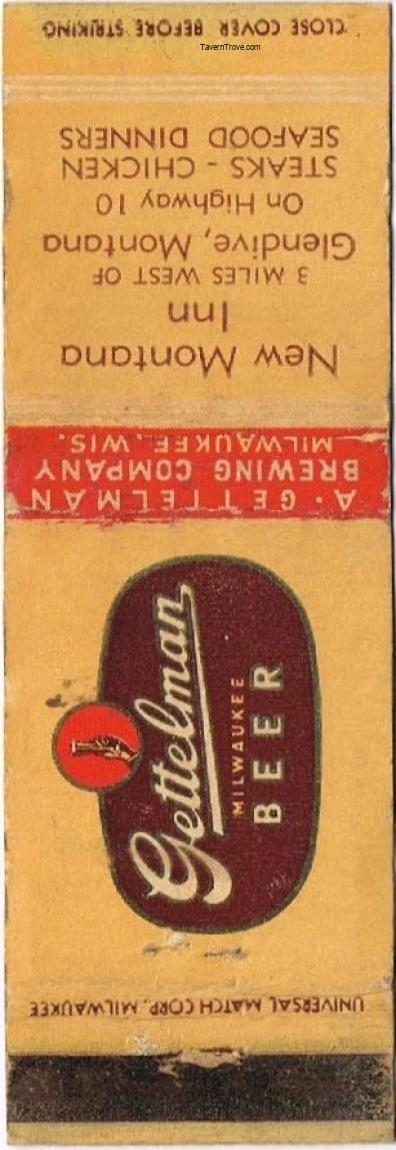 CLOSE COVER BEFORE STRIKING
TavernTrove.com
New Montana
Inn
3 MILES WEST OF
Glendive, Montana
On Highway 10
STEAKS - CHICKEN
SEAFOOD DINNERS
A. GETTELMAN
BREWING COMPANY
MILWAUKEE, WIS.
Gettelman
MILWAUKEE
BEER
UNIVERSAL MATCH CORP. MILWAUKEE